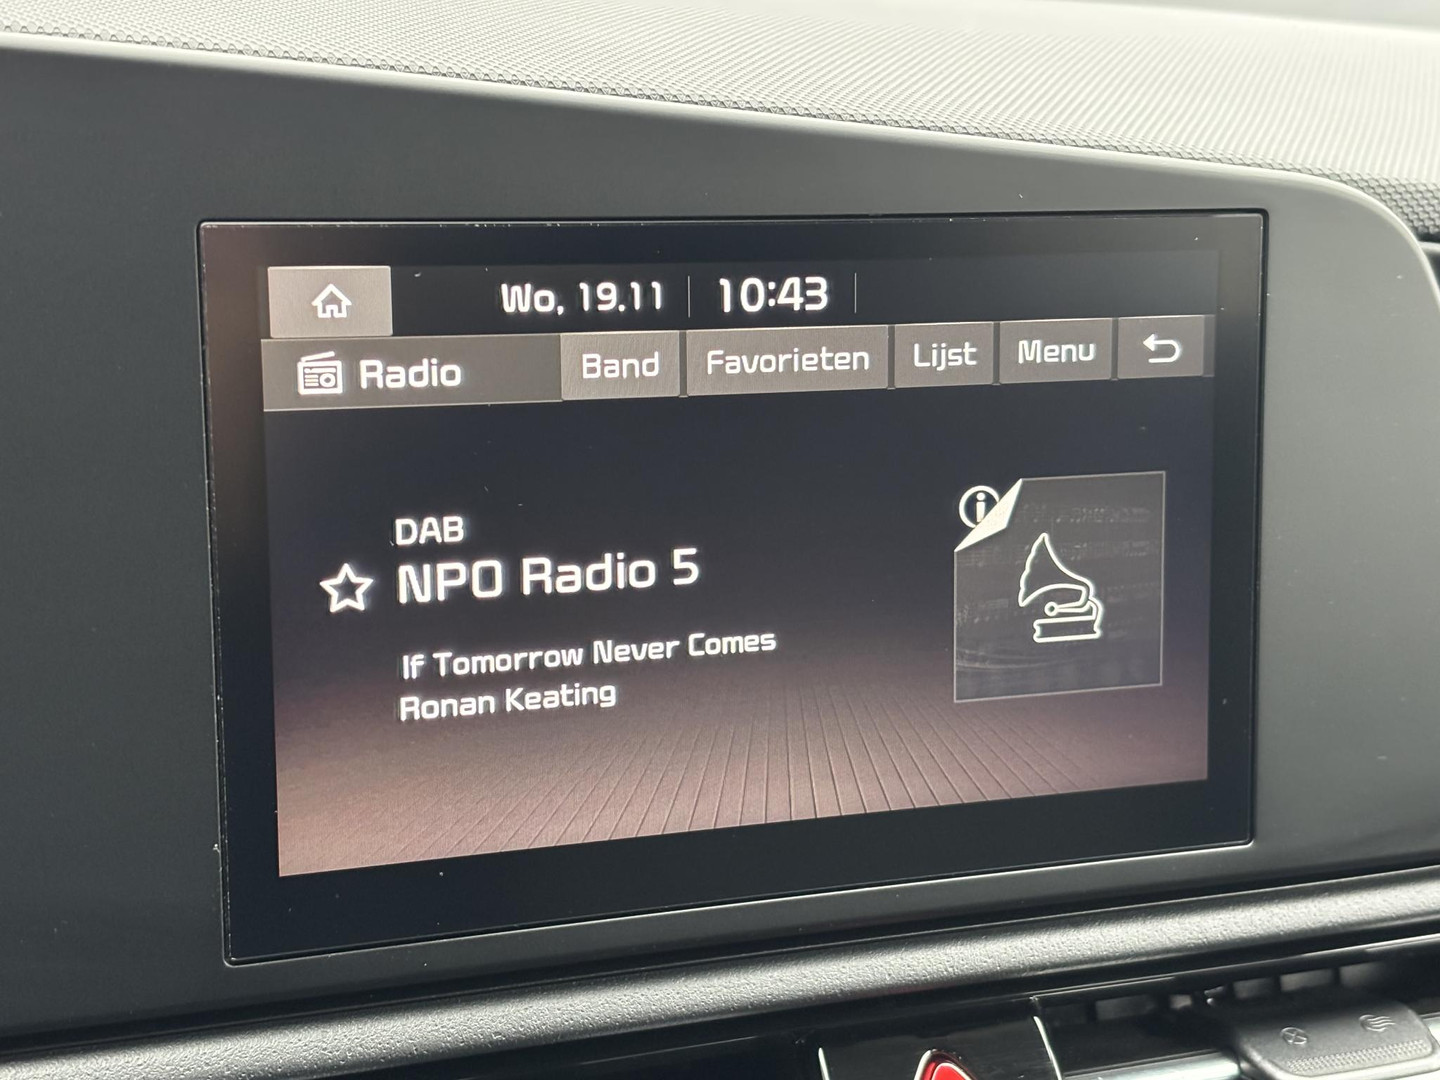 Wo, 19.11 10:43
Radio Band Favorieten Lijst Menu
DAB
NPO Radio 5
If Tomorrow Never Comes
Ronan Keating